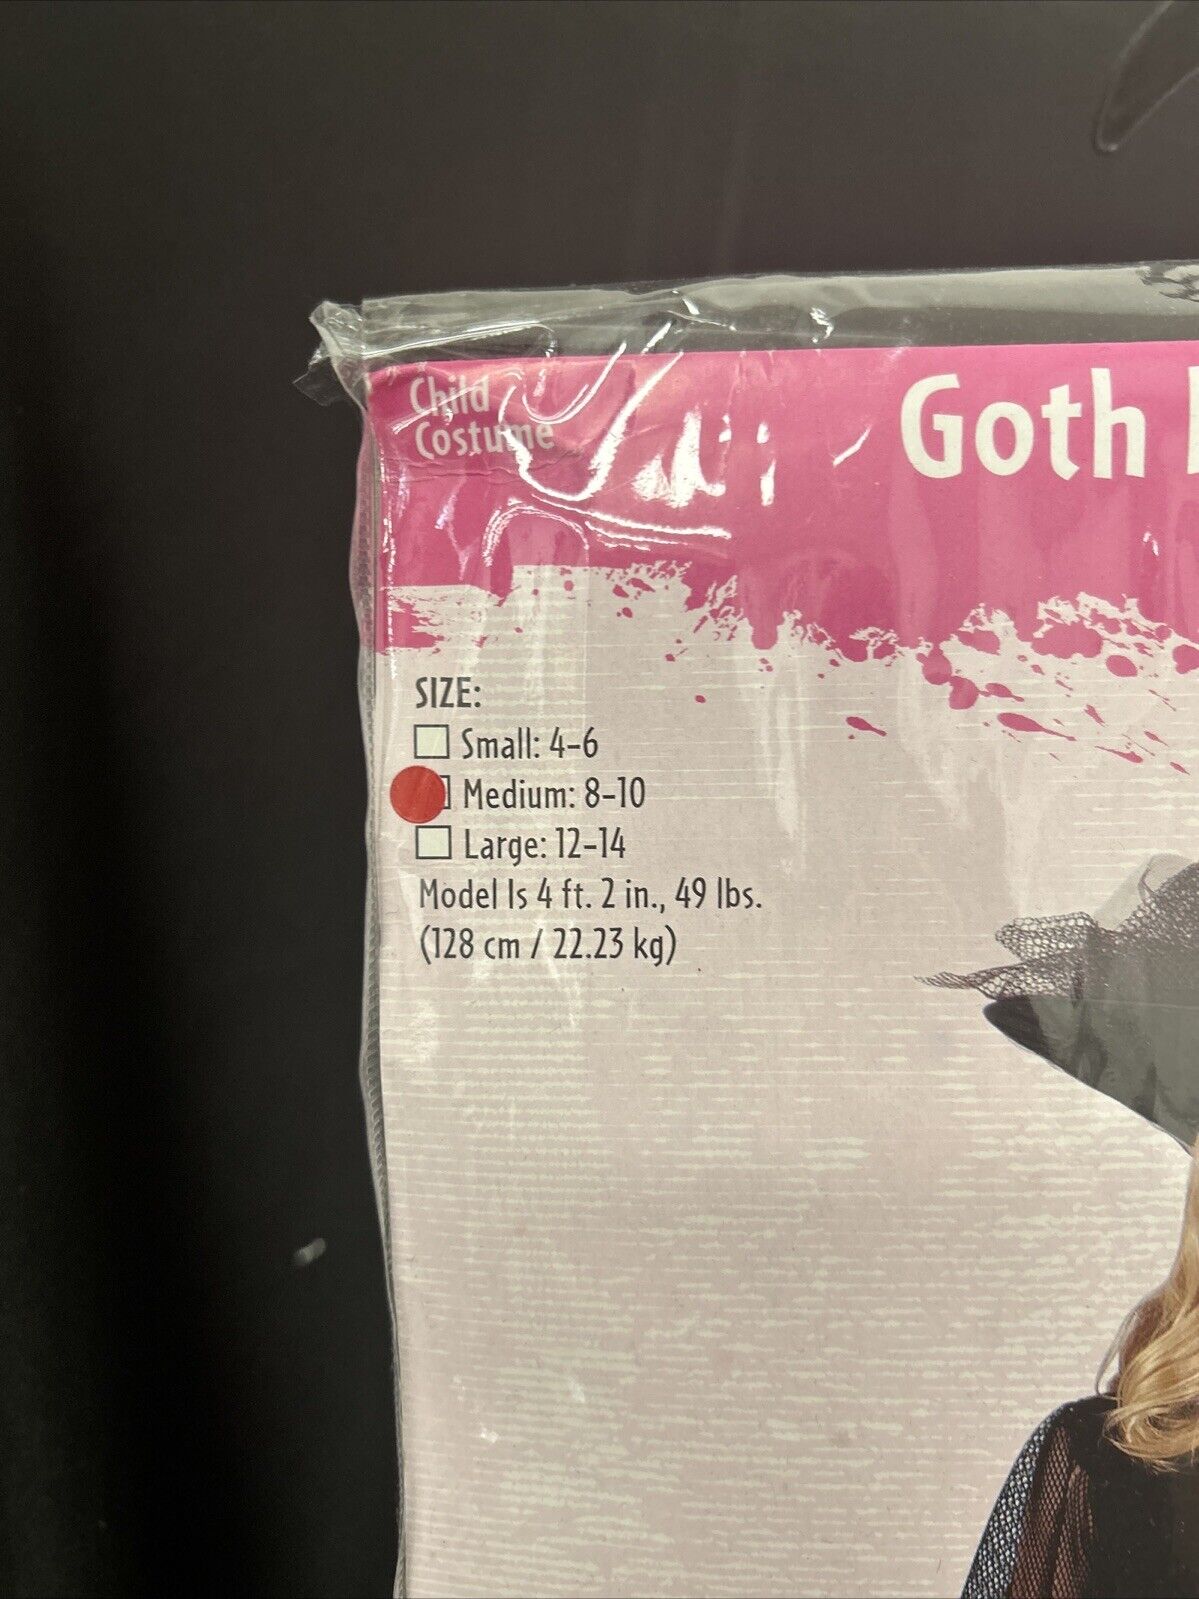 Child
Costume
Goth
SIZE:
Small: 4-6
Medium: 8-10
Large: 12-14
Model Is 4 ft. 2 in., 49 lbs.
(128 cm / 22.23 kg)